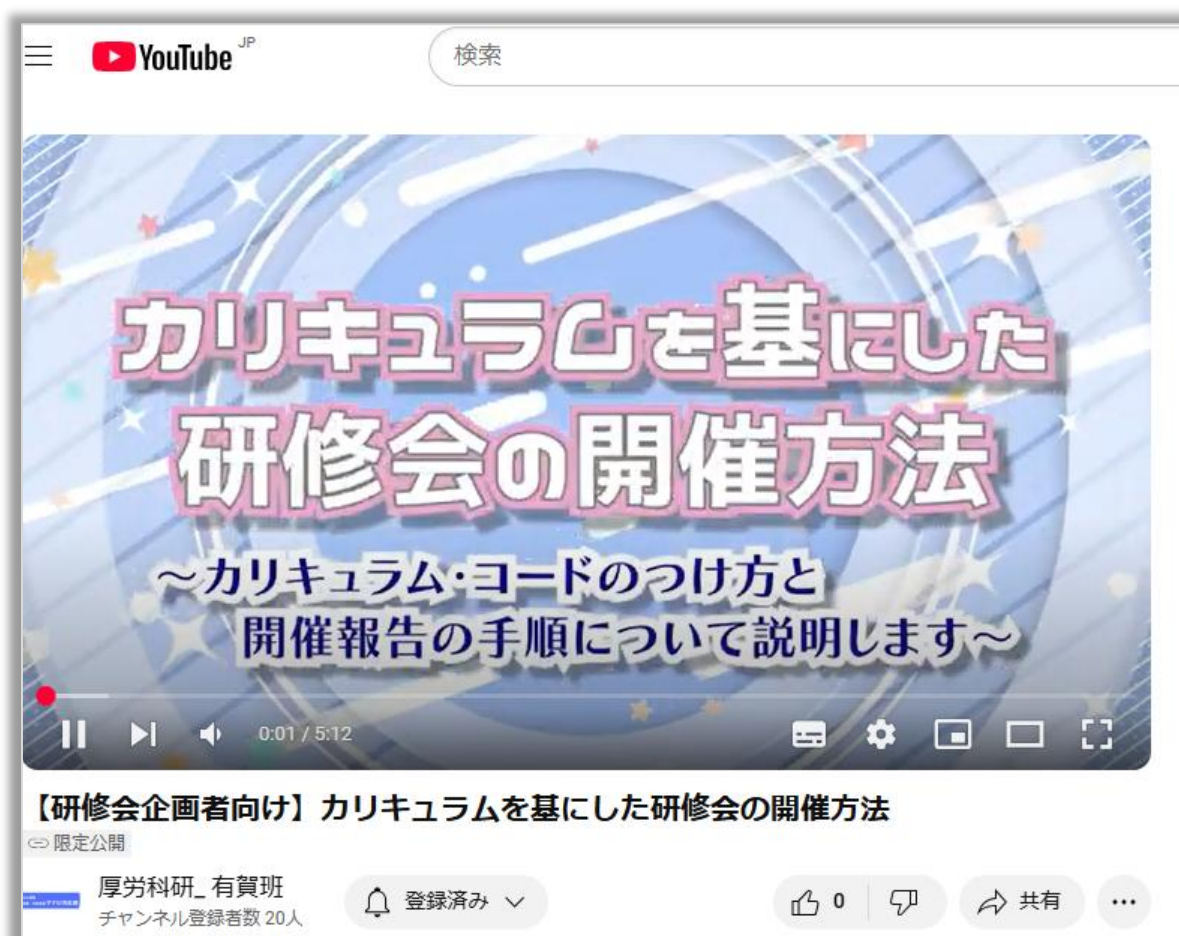 YouTube JP
検索
カリキュラムを基にした
研修会の開催方法
～カリキュラム・コードのつけ方と
開催報告の手順について説明します～
0:01 / 5:12
【研修会企画者向け】カリキュラムを基にした研修会の開催方法
限定公開
厚労科研_有賀班
チャンネル登録者数 20人
登録済み
0
共有